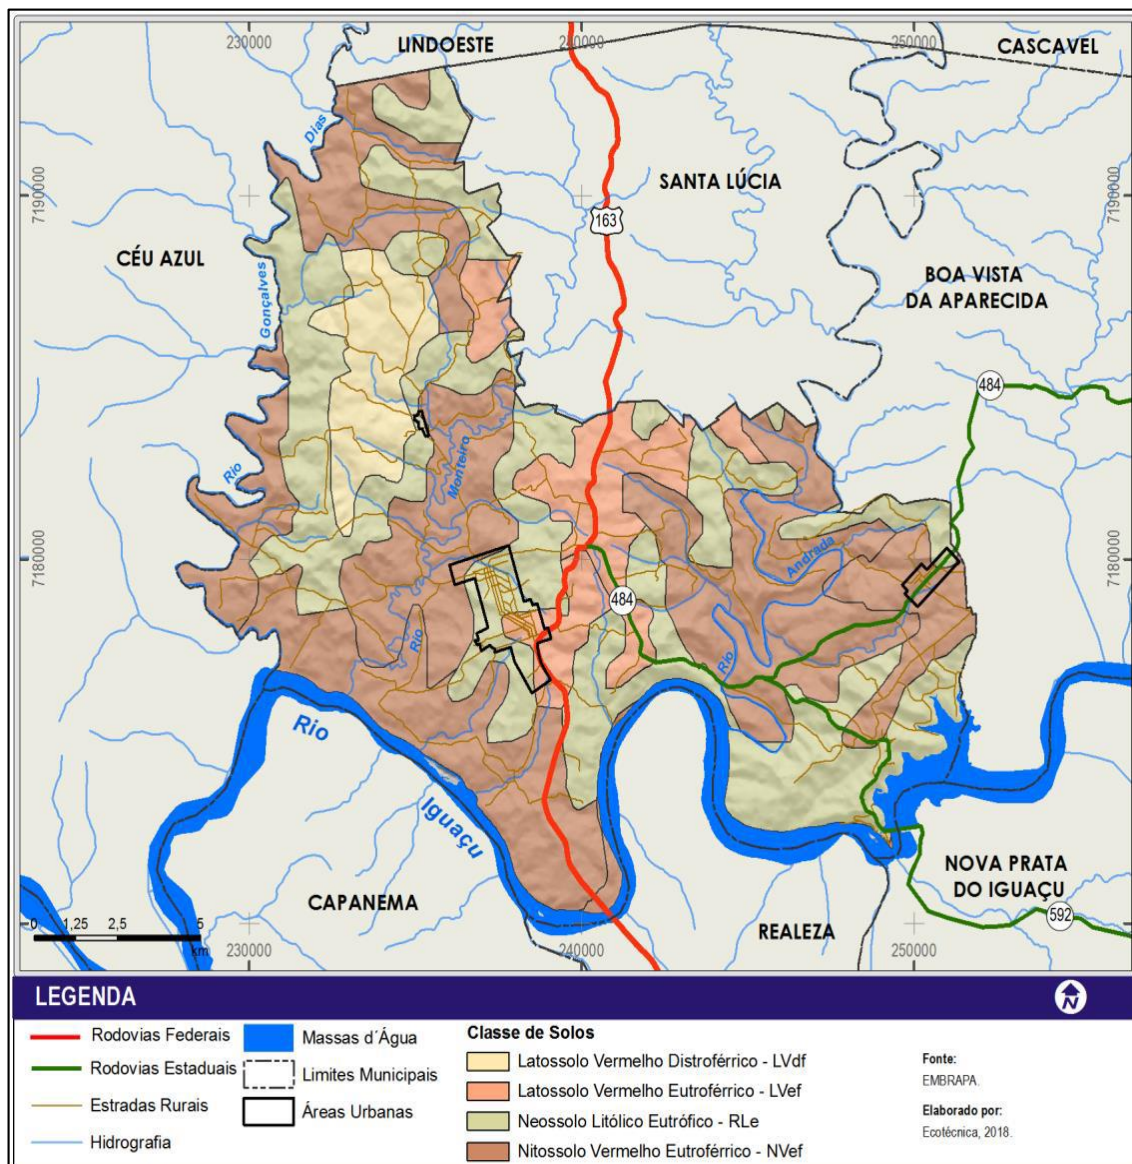 230000
240000
250000
LINDOESTE
CASCAVEL
Dias
7190000
SANTA LÚCIA
7190000
163
CÉU AZUL
Gonçalves
BOA VISTA
DA APARECIDA
484
Rio
Monteiro
7180000
Andrada
7180000
484
Rio
Rio
Rio
Iguaçu
CAPANEMA
NOVA PRATA
DO IGUAÇU
REALEZA
592
0 1,25 2,5 5
km
230000
240000
250000
LEGENDA
N
Rodovias Federais
Rodovias Estaduais
Estradas Rurais
Hidrografia
Massas d´Água
Limites Municipais
Áreas Urbanas
Classe de Solos
Latossolo Vermelho Distroférrico - LVdf
Latossolo Vermelho Eutroférrico - LVef
Neossolo Litólico Eutrófico - RLe
Nitossolo Vermelho Eutroférrico - NVef
Fonte:
EMBRAPA.
Elaborado por:
Ecotécnica, 2018.